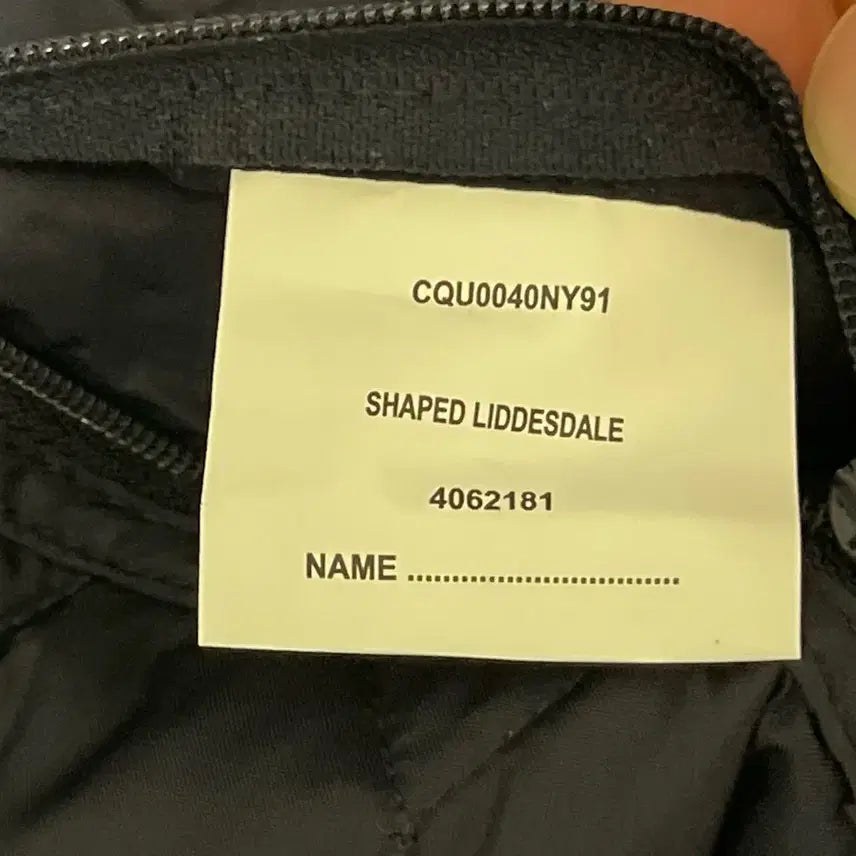 CQU0040NY91
SHAPED LIDDESDALE
4062181
NAME ...............................